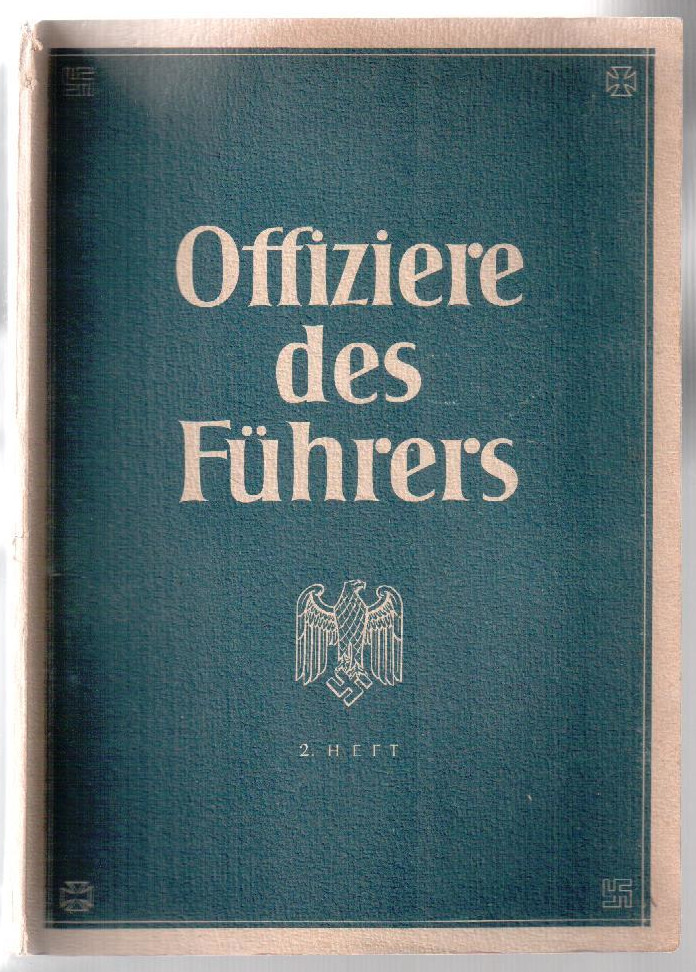 Offiziere
des
Führers
2. HEFT